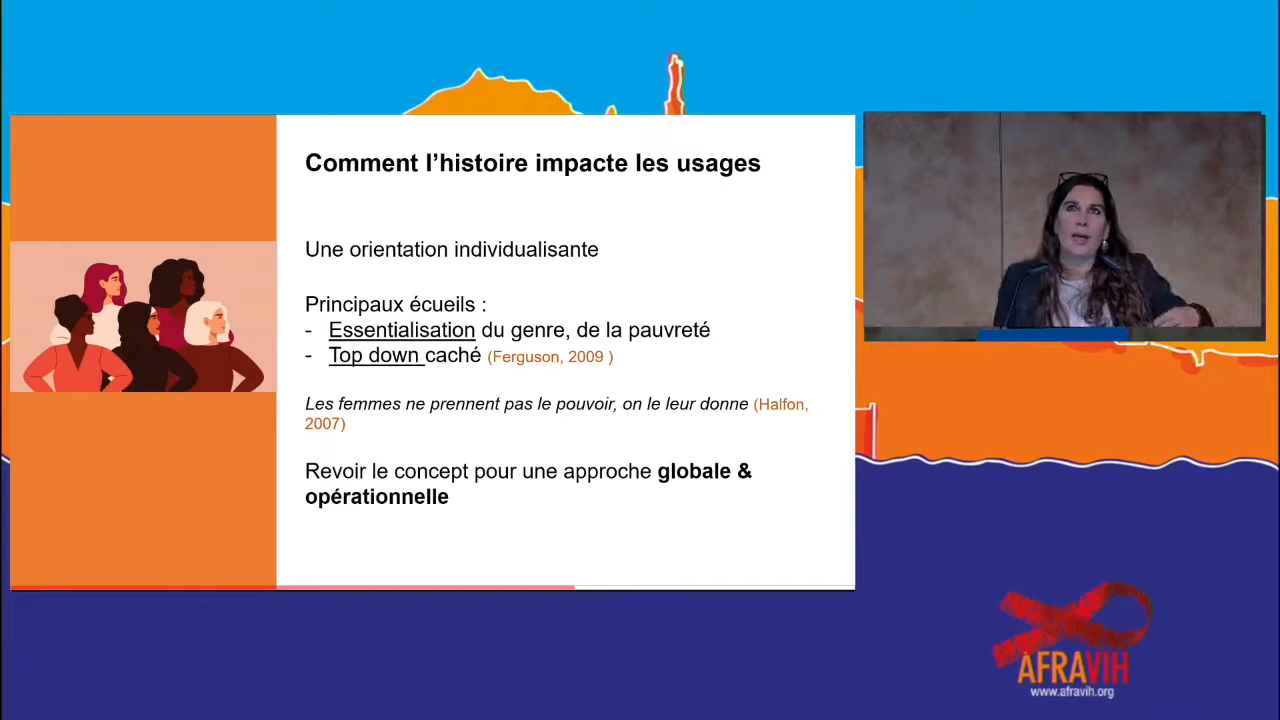 Comment l’histoire impacte les usages
Une orientation individualisante
Principaux écueils :
- Essentialisation du genre, de la pauvreté
- Top down caché (Ferguson, 2009 )
Les femmes ne prennent pas le pouvoir, on le leur donne (Halfon,
2007)
Revoir le concept pour une approche globale &
opérationnelle
AFRAVIH
www.afravih.org